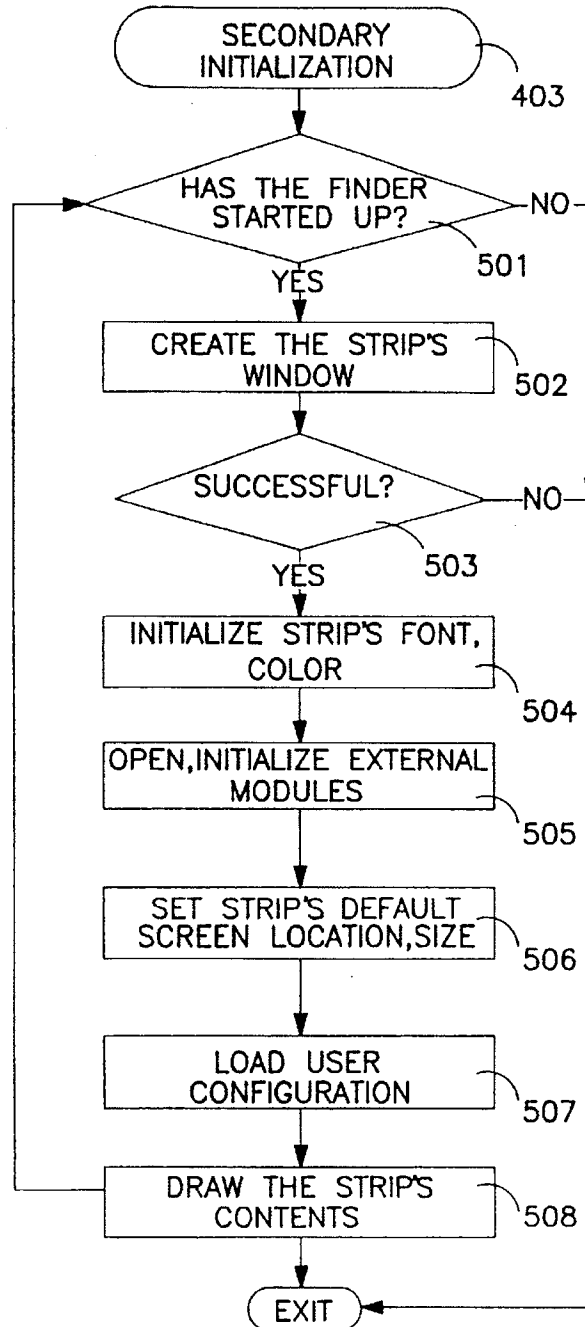 SECONDARY
INITIALIZATION
403
HAS THE FINDER
STARTED UP?
NO
501
YES
CREATE THE STRIP'S
WINDOW
502
SUCCESSFUL?
NO
503
YES
INITIALIZE STRIP'S FONT,
COLOR
504
OPEN,INITIALIZE EXTERNAL
MODULES
505
SET STRIP'S DEFAULT
SCREEN LOCATION,SIZE
506
LOAD USER
CONFIGURATION
507
DRAW THE STRIP'S
CONTENTS
508
EXIT